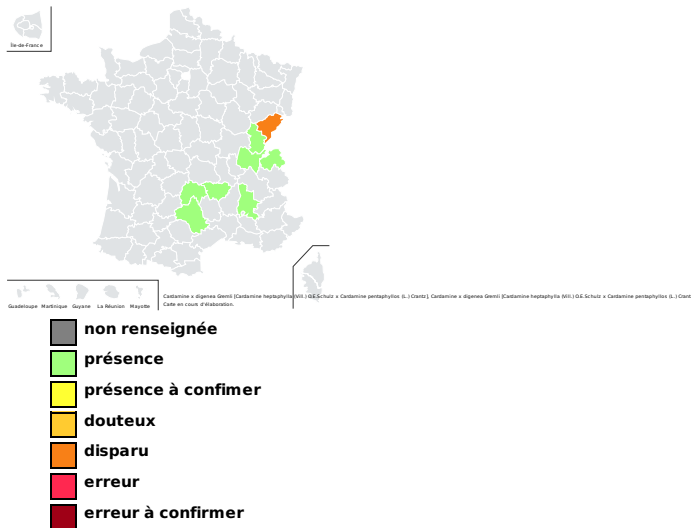 Île-de-France
Guadeloupe Martinique Guyane La Réunion Mayotte
Cardamine x digenea Gremli [Cardamine heptaphylla (Vill.) O.E.Schulz x Cardamine pentaphyllos (L.) Crantz], Cardamine x digenea Gremli [Cardamine heptaphylla (Vill.) O.E.Schulz x Cardamine pentaphyllos (L.) Crant
Carte en cours d'élaboration.
non renseignée
présence
présence à confimer
douteux
disparu
erreur
erreur à confirmer